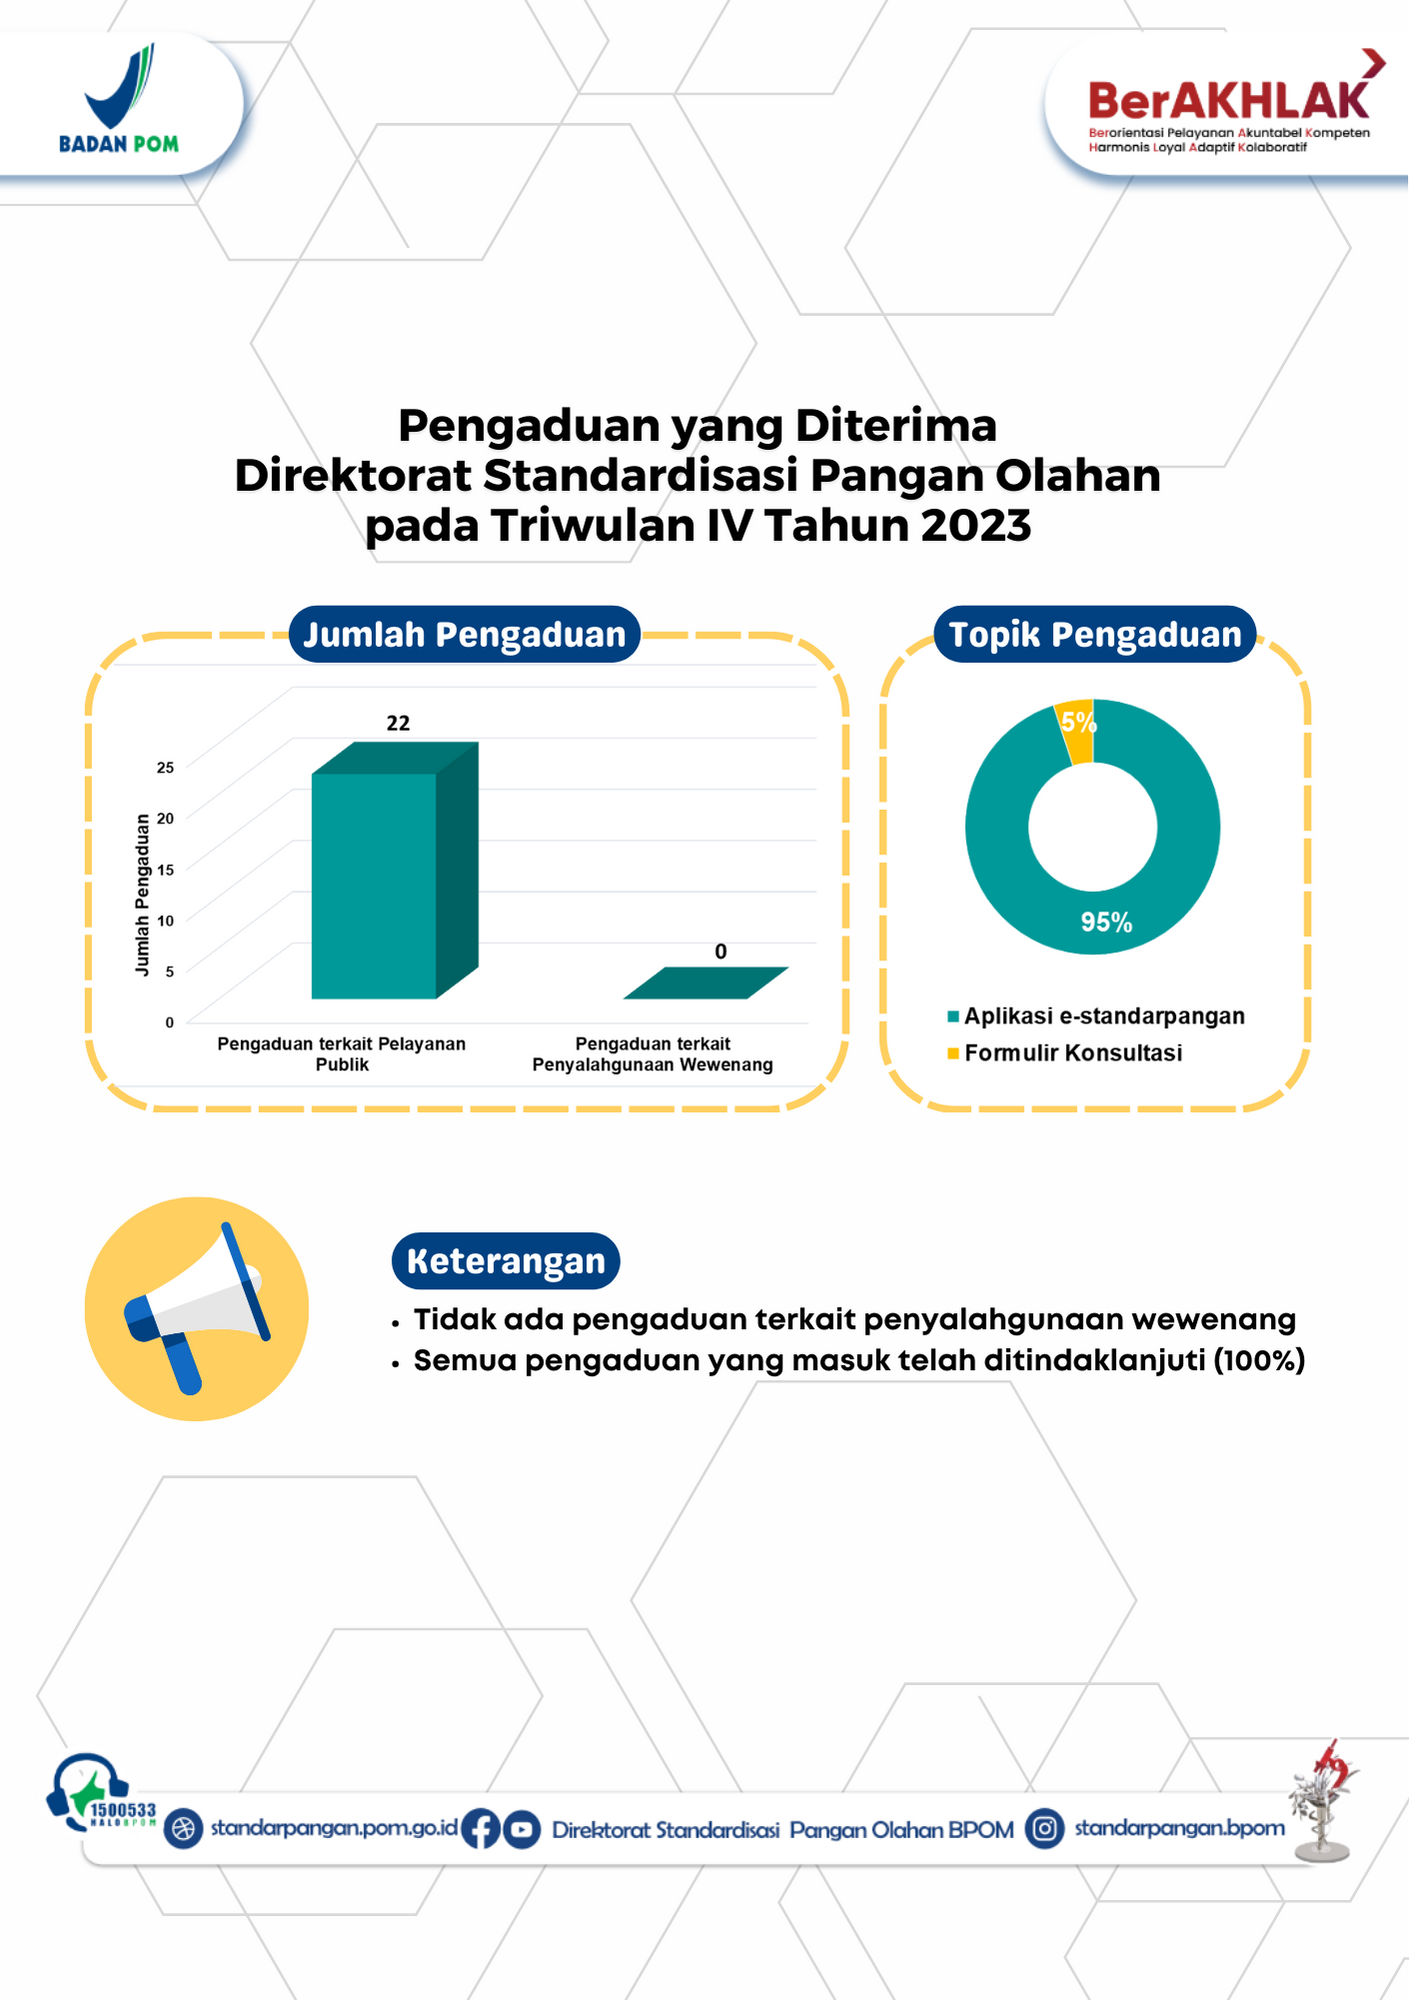 BADAN POM
BerAKHLAK
Berorientasi Pelayanan Akuntabel Kompeten
Harmonis Loyal Adaptif Kolaboratif
Pengaduan yang Diterima
Direktorat Standardisasi Pangan Olahan
pada Triwulan IV Tahun 2023
Jumlah Pengaduan
22
25
20
15
10
5
0
Jumlah Pengaduan
0
Pengaduan terkait Pelayanan
Publik
Pengaduan terkait
Penyalahgunaan Wewenang
Topik Pengaduan
5%
95%
Aplikasi e-standarpangan
Formulir Konsultasi
Keterangan
• Tidak ada pengaduan terkait penyalahgunaan wewenang
• Semua pengaduan yang masuk telah ditindaklanjuti (100%)
1500533
HALOBPOM
standarpangan.pom.go.id
Direktorat Standardisasi Pangan Olahan BPOM
standarpangan.bpom